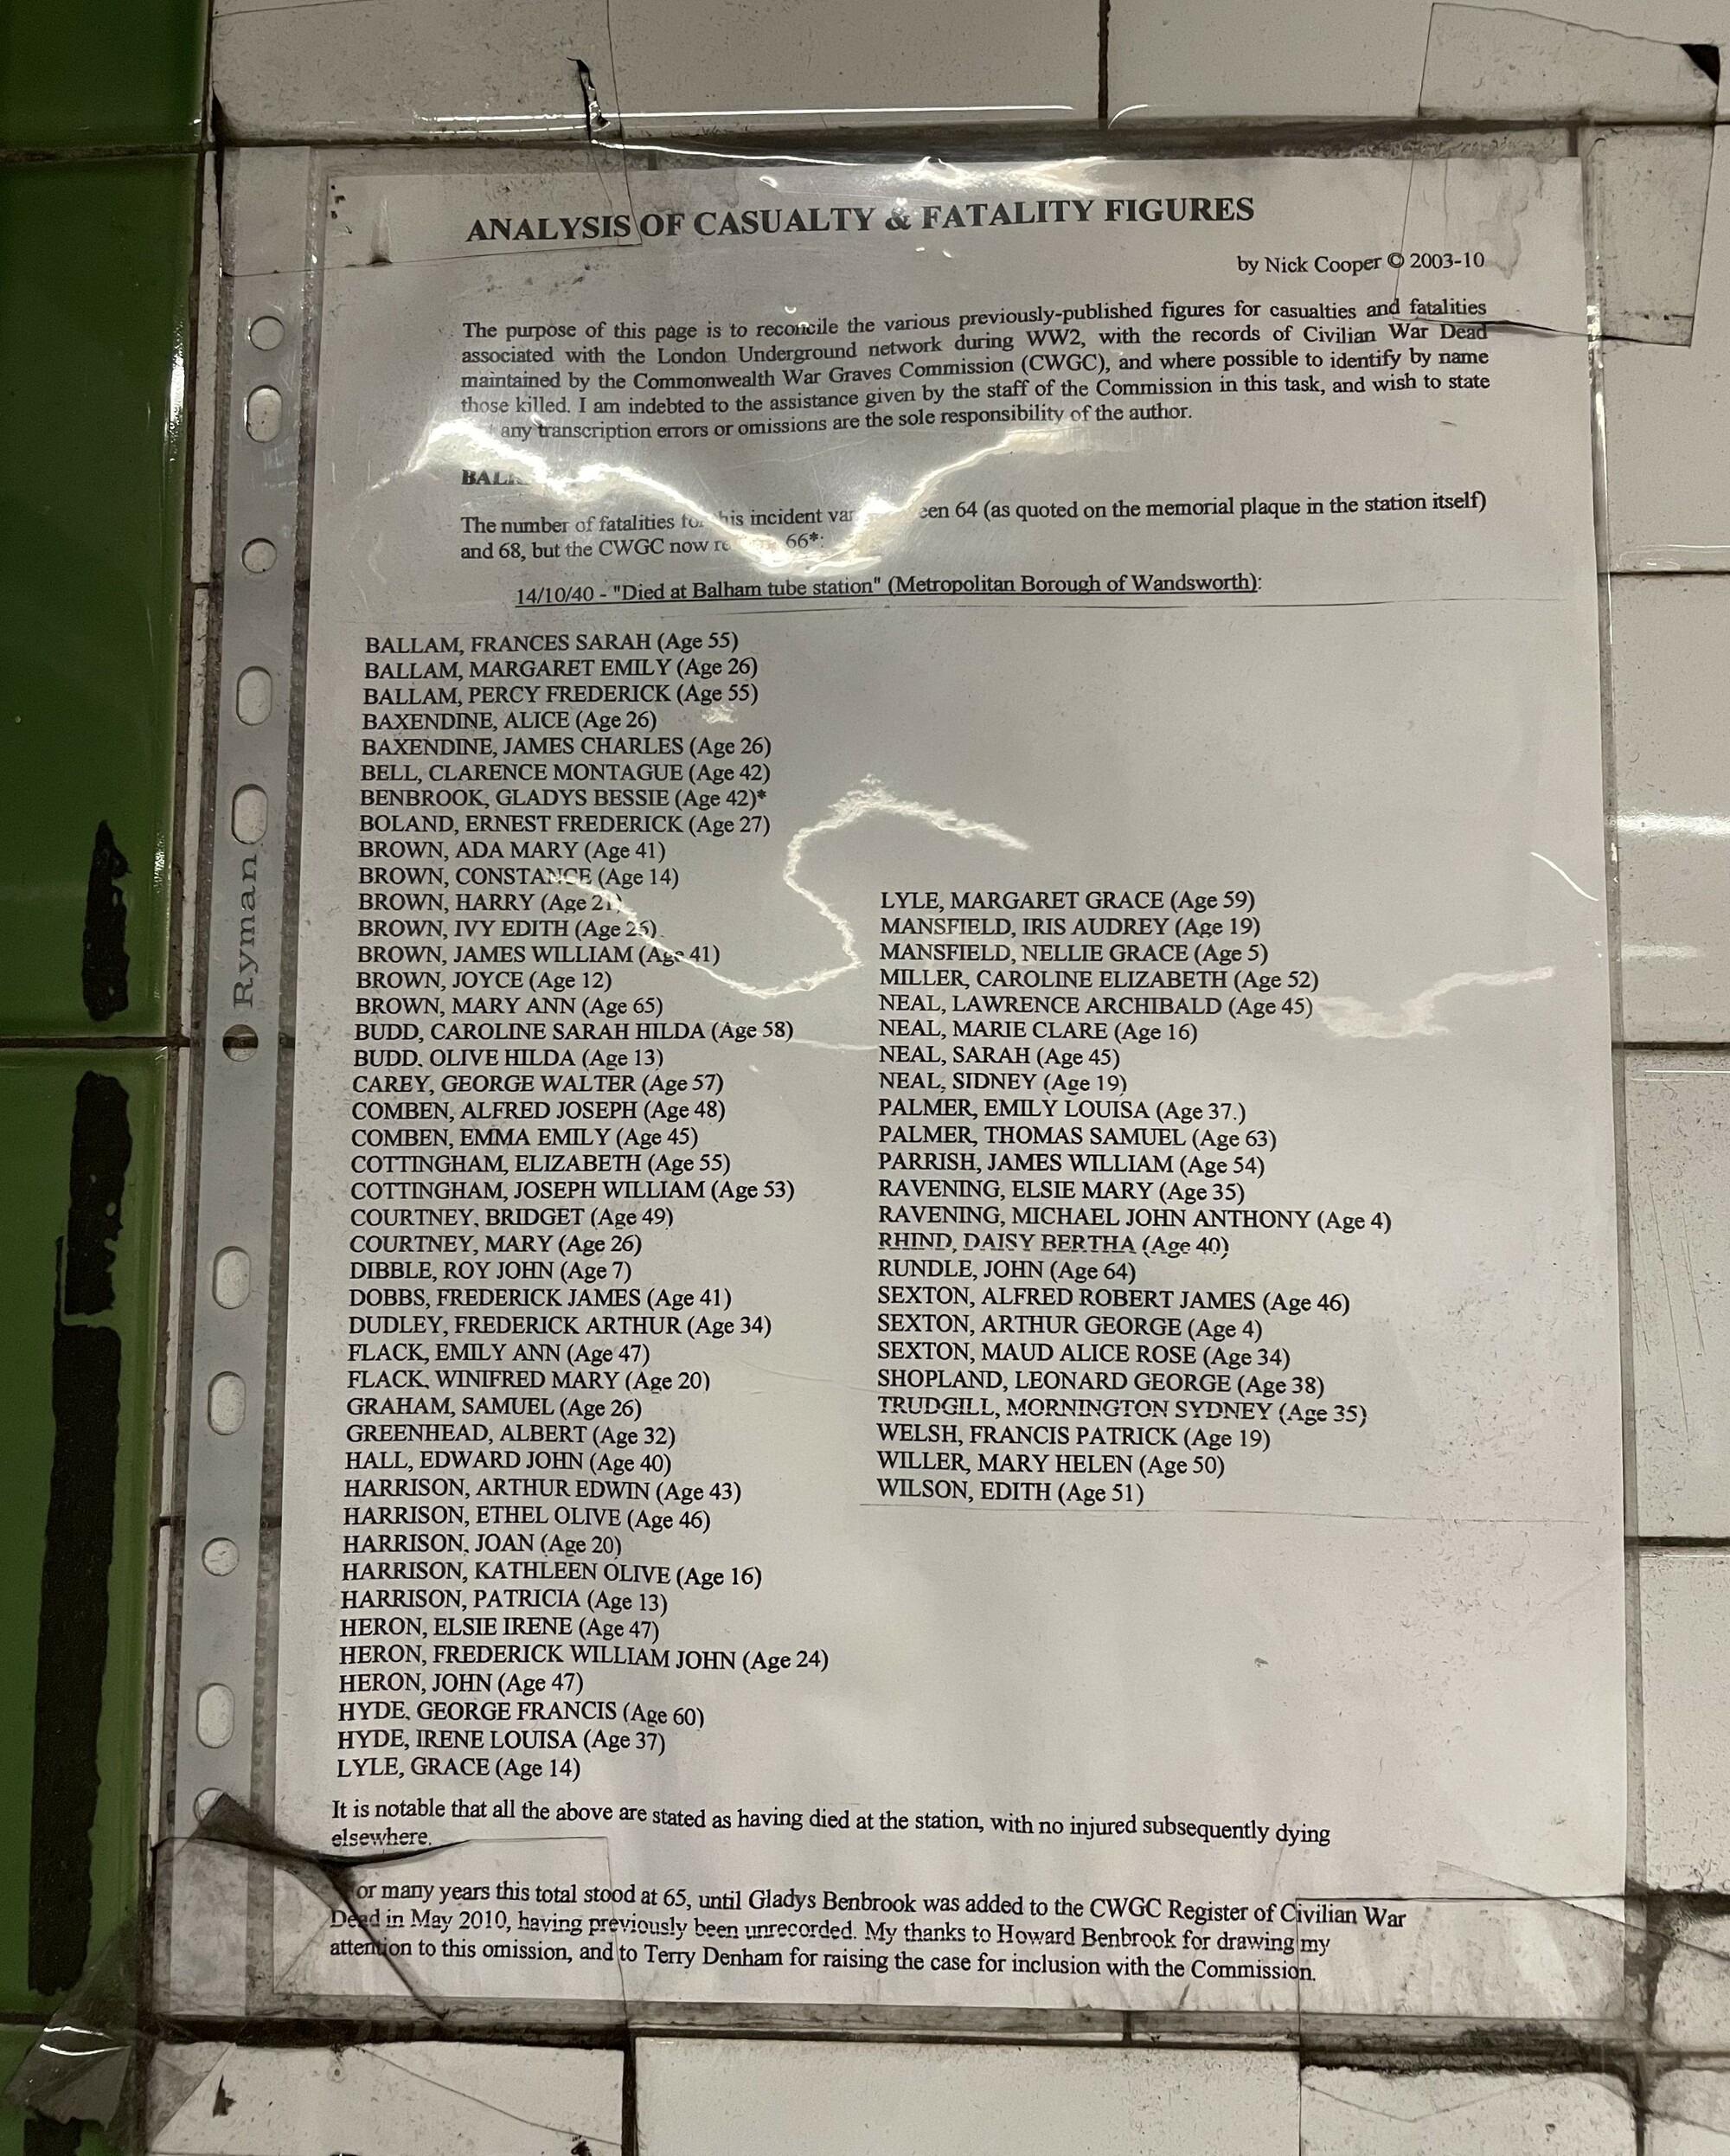 ANALYSIS OF CASUALTY & FATALITY FIGURES
by Nick Cooper © 2003-10
The purpose of this page is to reconcile the various previously-published figures for casualties and fatalities
associated with the London Underground network during WW2, with the records of Civilian War Dead
maintained by the Commonwealth War Graves Commission (CWGC), and where possible to identify by name
those killed. I am indebted to the assistance given by the staff of the Commission in this task, and wish to state
any transcription errors or omissions are the sole responsibility of the author.
The number of fatalities for this incident 64 (as quoted on the memorial plaque in the station itself)
and 68, but the CWGC now 66*:
14/10/40 - "Died at Balham tube station" (Metropolitan Borough of Wandsworth):
BALLAM, FRANCES SARAH (Age 55)
BALLAM, MARGARET EMILY (Age 26)
BALLAM, PERCY FREDERICK (Age 55)
BAXENDINE, ALICE (Age 26)
BAXENDINE, JAMES CHARLES (Age 26)
BELL, CLARENCE MONTAGUE (Age 42)
BENBROOK, GLADYS BESSIE (Age 42)*
BOLAND, ERNEST FREDERICK (Age 27)
BROWN, ADA MARY (Age 41)
BROWN, CONSTANCE (Age 14)
BROWN, HARRY (Age 21)
BROWN, IVY EDITH (Age 26)
BROWN, JAMES WILLIAM (Age 41)
BROWN, JOYCE (Age 12)
BROWN, MARY ANN (Age 65)
BUDD, CAROLINE SARAH HILDA (Age 58)
BUDD, OLIVE HILDA (Age 13)
CAREY, GEORGE WALTER (Age 57)
COMBEN, ALFRED JOSEPH (Age 48)
COMBEN, EMMA EMILY (Age 45)
COTTINGHAM, ELIZABETH (Age 55)
COTTINGHAM, JOSEPH WILLIAM (Age 53)
COURTNEY, BRIDGET (Age 49)
COURTNEY, MARY (Age 26)
DIBBLE, ROY JOHN (Age 7)
DOBBS, FREDERICK JAMES (Age 41)
DUDLEY, FREDERICK ARTHUR (Age 34)
FLACK, EMILY ANN (Age 47)
FLACK, WINIFRED MARY (Age 20)
GRAHAM, SAMUEL (Age 26)
GREENHEAD, ALBERT (Age 32)
HALL, EDWARD JOHN (Age 40)
HARRISON, ARTHUR EDWIN (Age 43)
HARRISON, ETHEL OLIVE (Age 46)
HARRISON, JOAN (Age 20)
HARRISON, KATHLEEN OLIVE (Age 16)
HARRISON, PATRICIA (Age 13)
HERON, ELSIE IRENE (Age 47)
HERON, FREDERICK WILLIAM JOHN (Age 24)
HERON, JOHN (Age 47)
HYDE, GEORGE FRANCIS (Age 60)
HYDE, IRENE LOUISA (Age 37)
LYLE, GRACE (Age 14)
LYLE, MARGARET GRACE (Age 59)
MANSFIELD, IRIS AUDREY (Age 19)
MANSFIELD, NELLIE GRACE (Age 5)
MILLER, CAROLINE ELIZABETH (Age 52)
NEAL, LAWRENCE ARCHIBALD (Age 45)
NEAL, MARIE CLARE (Age 16)
NEAL, SARAH (Age 45)
NEAL, SIDNEY (Age 19)
PALMER, EMILY LOUISA (Age 37.)
PALMER, THOMAS SAMUEL (Age 63)
PARRISH, JAMES WILLIAM (Age 54)
RAVENING, ELSIE MARY (Age 35)
RAVENING, MICHAEL JOHN ANTHONY (Age 4)
RHIND, DAISY BERTHA (Age 40)
RUNDLE, JOHN (Age 64)
SEXTON, ALFRED ROBERT JAMES (Age 46)
SEXTON, ARTHUR GEORGE (Age 4)
SEXTON, MAUD ALICE ROSE (Age 34)
SHOPLAND, LEONARD GEORGE (Age 38)
TRUDGILL, MORNINGTON SYDNEY (Age 35)
WELSH, FRANCIS PATRICK (Age 19)
WILLER, MARY HELEN (Age 50)
WILSON, EDITH (Age 51)
It is notable that all the above are stated as having died at the station, with no injured subsequently dying
elsewhere.
or many years this total stood at 65, until Gladys Benbrook was added to the CWGC Register of Civilian War
Dead in May 2010, having previously been unrecorded. My thanks to Howard Benbrook for drawing my
attention to this omission, and to Terry Denham for raising the case for inclusion with the Commission.
Ryman